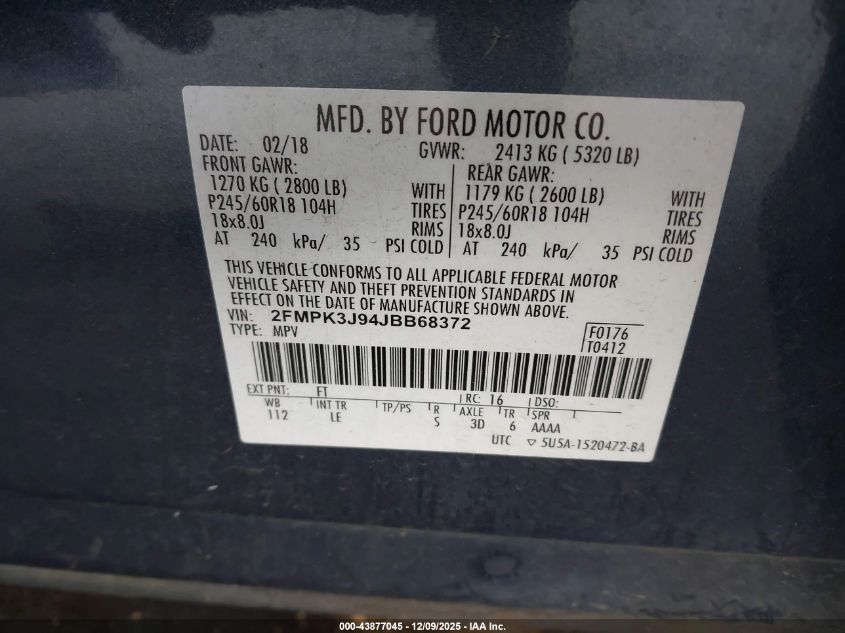 MFD. BY FORD MOTOR CO.
DATE: 02/18 GVWR: 2413 KG ( 5320 LB)
FRONT GAWR: REAR GAWR:
1270 KG ( 2800 LB) WITH 1179 KG ( 2600 LB) WITH
P245/60R18 104H TIRES P245/60R18 104H TIRES
18x8.0J RIMS 18x8.0J RIMS
AT 240 kPa/ 35 PSI COLD AT 240 kPa/ 35 PSI COLD
THIS VEHICLE CONFORMS TO ALL APPLICABLE FEDERAL MOTOR
VEHICLE SAFETY AND THEFT PREVENTION STANDARDS IN
EFFECT ON THE DATE OF MANUFACTURE SHOWN ABOVE.
VIN: 2FMPK3J94JBB68372
TYPE: MPV F0176
T0412
EXT PNT: FT RC: 16 DSO:
WB INT TR TP/PS R AXLE TR SPR
112 LE S 3D 6 AAAA
UTC ▽ 5U5A-1520472-BA
000-43877045 - 12/09/2025 - IAA Inc.